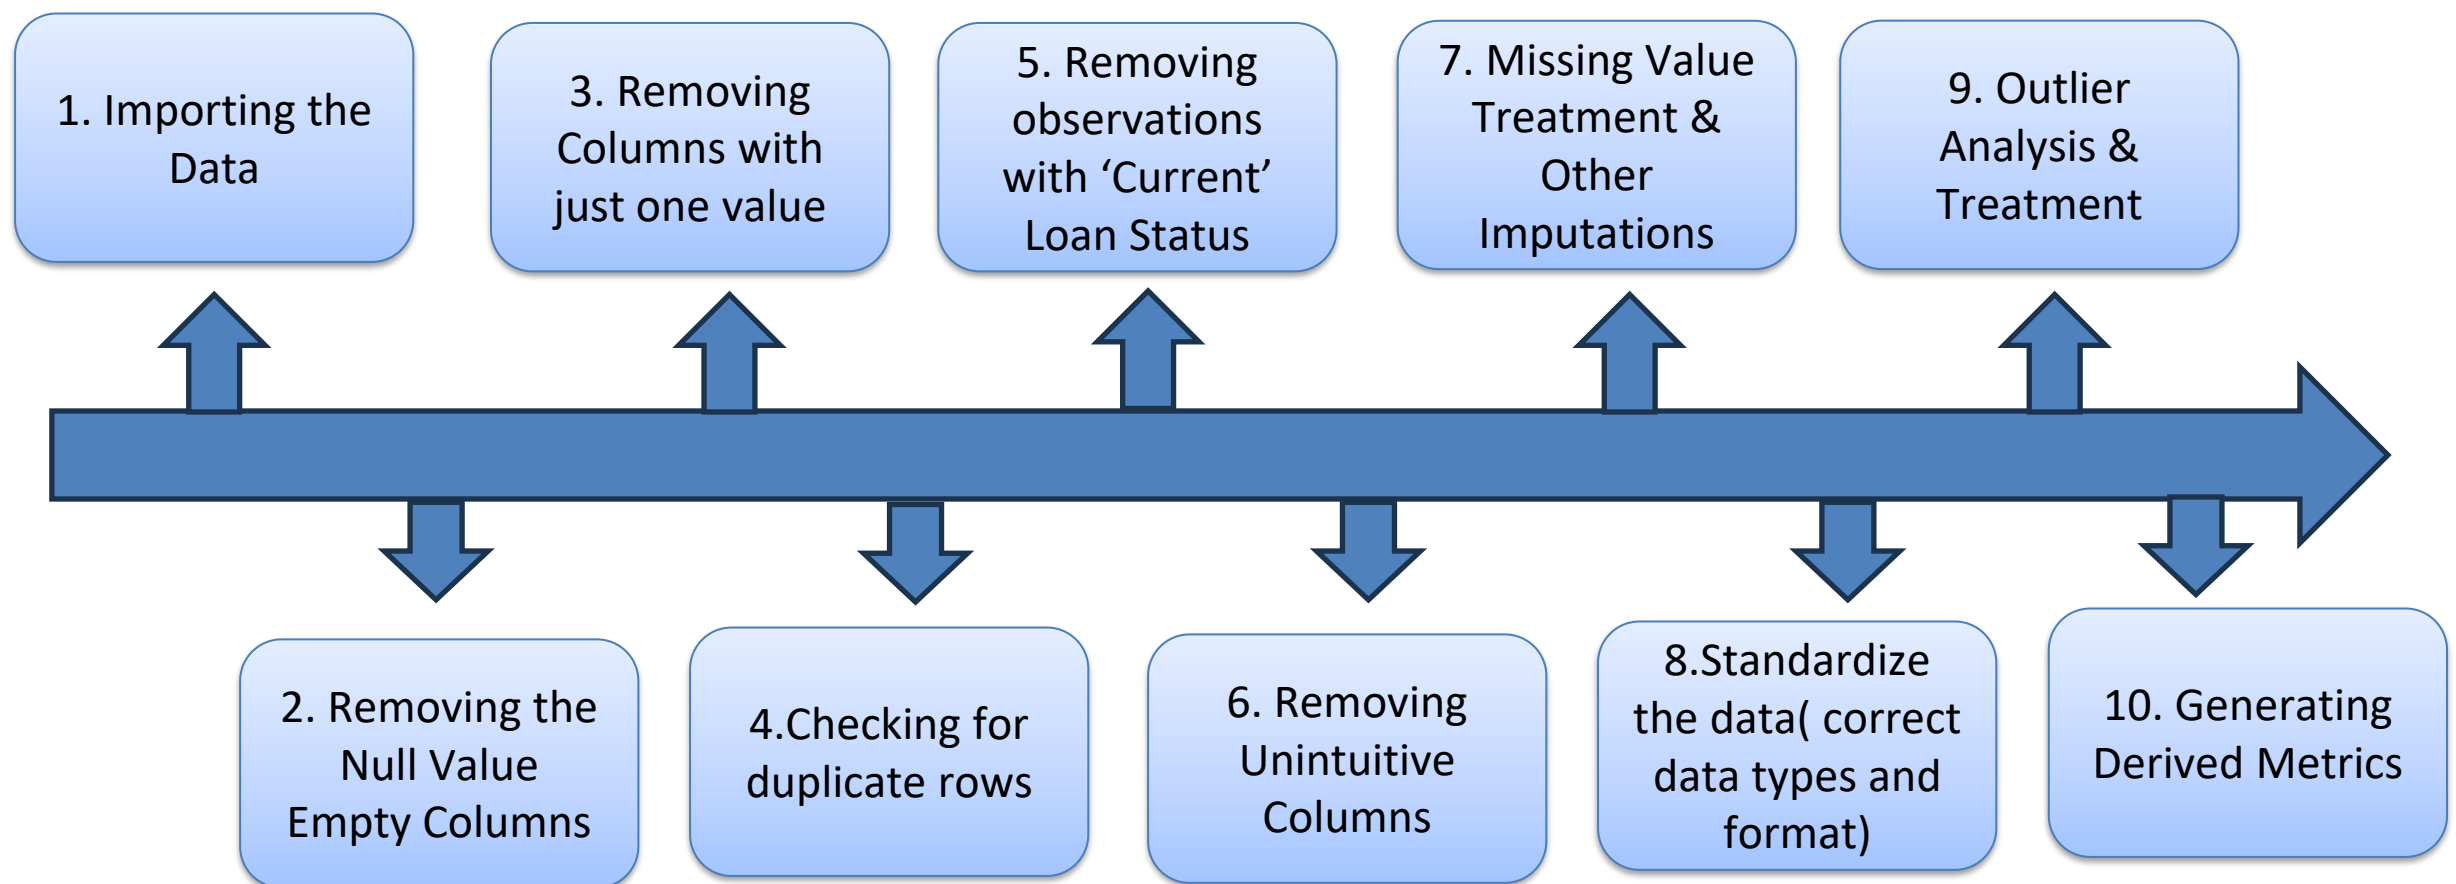 1. Importing the
Data
2. Removing the
Null Value
Empty Columns
3. Removing
Columns with
just one value
4.Checking for
duplicate rows
5. Removing
observations
with ‘Current’
Loan Status
6. Removing
Unintuitive
Columns
7. Missing Value
Treatment &
Other
Imputations
8.Standardize
the data( correct
data types and
format)
9. Outlier
Analysis &
Treatment
10. Generating
Derived Metrics